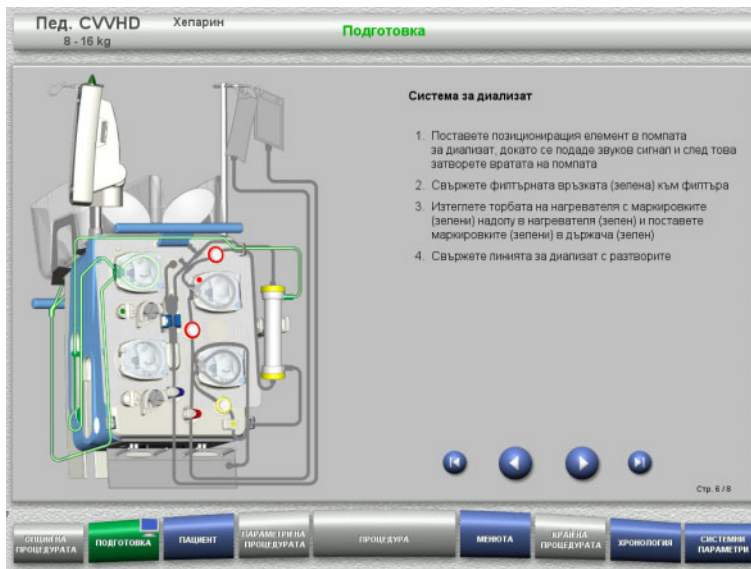 Пед. CVVHD
Хепарин
8 - 16 kg
Подготовка
Система за диализат
1. Поставете позициониращия елемент в помпата
за диализат, докато се подаде звуков сигнал и след това
затворете вратата на помпата
2. Свържете филтърната връзката (зелена) към филтъра
3. Изтеглете торбата на нагревателя с маркировките
(зелени) надолу в нагревателя (зелен) и поставете
маркировките (зелени) в държача (зелен)
4. Свържете линията за диализат с разтворите
Стр. 6 / 8
ОПЦИИ НА
ПРОЦЕДУРАТА
ПОДГОТОВКА
ПАЦИЕНТ
ПАРАМЕТРИ НА
ПРОЦЕДУРАТА
ПРОЦЕДУРА
МЕНЮТА
КРАЙ НА
ПРОЦЕДУРАТА
ХРОНОЛОГИЯ
СИСТЕМНИ
ПАРАМЕТРИ